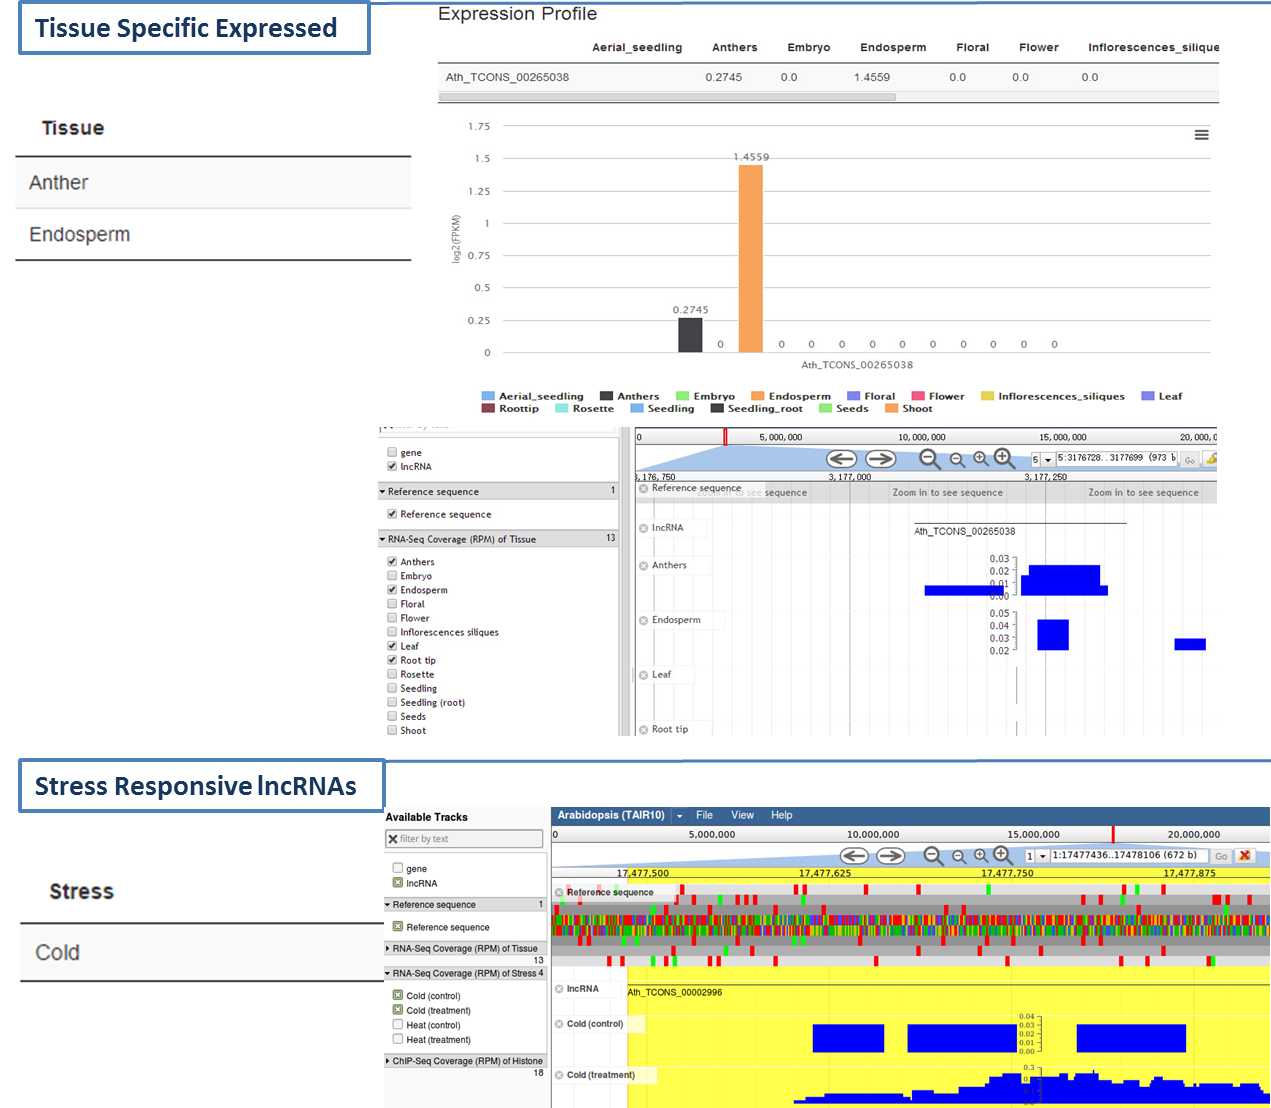 Tissue Specific Expressed
Expression Profile
Aerial_seedling Anthers Embryo Endosperm Floral Flower Inflorescences_silique
Ath_TCONS_00265038 0.2745 0.0 1.4559 0.0 0.0 0.0
Tissue
Anther
Endosperm
1.75
1.5
1.25
1
0.75
0.5
0.25
0
log2(FPKM)
1.4559
0.2745
0 0 0 0 0 0 0 0 0 0 0
Ath_TCONS_00265038
Aerial_seedling Anthers Embryo Endosperm Floral Flower Inflorescences_siliques Leaf
Roottip Rosette Seedling Seedling_root Seeds Shoot
gene
lncRNA
Reference sequence 1
Reference sequence
RNA-Seq Coverage (RPM) of Tissue 13
Anthers
Embryo
Endosperm
Floral
Flower
Inflorescences siliques
Leaf
Root tip
Rosette
Seedling
Seedling (root)
Seeds
Shoot
0 5,000,000 10,000,000 15,000,000 20,000,
5 5:3176728..3177699 (973 b Go
3,176,750 3,177,000 3,177,250
Reference sequence
Zoom in to see sequence Zoom in to see sequence Zoom in to see sequence
lncRNA
Ath_TCONS_00265038
Anthers
0.03
0.02
0.01
0.00
Endosperm
0.05
0.04
0.03
0.02
Leaf
Root tip
Stress Responsive lncRNAs
Stress
Cold
Available Tracks
filter by text
gene
lncRNA
Reference sequence 1
Reference sequence
RNA-Seq Coverage (RPM) of Tissue
13
RNA-Seq Coverage (RPM) of Stress 4
Cold (control)
Cold (treatment)
Heat (control)
Heat (treatment)
ChIP-Seq Coverage (RPM) of Histone
18
Arabidopsis (TAIR10) File View Help
0 5,000,000 10,000,000 15,000,000 20,000,000
1 1:17477436..17478106 (672 b) Go
17,477,500 17,477,625 17,477,750 17,477,875
Reference sequence
lncRNA
Ath_TCONS_00002996
Cold (control)
0.04
0.03
0.02
0.01
0.00
Cold (treatment)
0.3